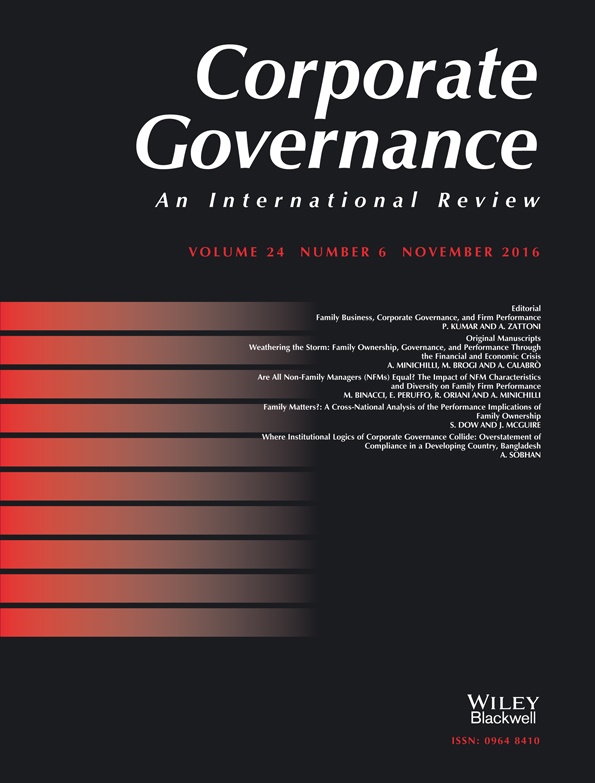 Corporate
Governance
An International Review
VOLUME 24 NUMBER 6 NOVEMBER 2016
Editorial
Family Business, Corporate Governance, and Firm Performance
P. KUMAR AND A. ZATTONI
Original Manuscripts
Weathering the Storm: Family Ownership, Governance, and Performance Through
the Financial and Economic Crisis
A. MINICHILLI, M. BROGI AND A. CALABRÒ
Are All Non-Family Managers (NFMs) Equal? The Impact of NFM Characteristics
and Diversity on Family Firm Performance
M. BINACCI, E. PERUFFO, R. ORIANI AND A. MINICHILLI
Family Matters?: A Cross-National Analysis of the Performance Implications of
Family Ownership
S. DOW AND J. MCGUIRE
Where Institutional Logics of Corporate Governance Collide: Overstatement of
Compliance in a Developing Country, Bangladesh
A. SOBHAN
WILEY
Blackwell
ISSN: 0964 8410